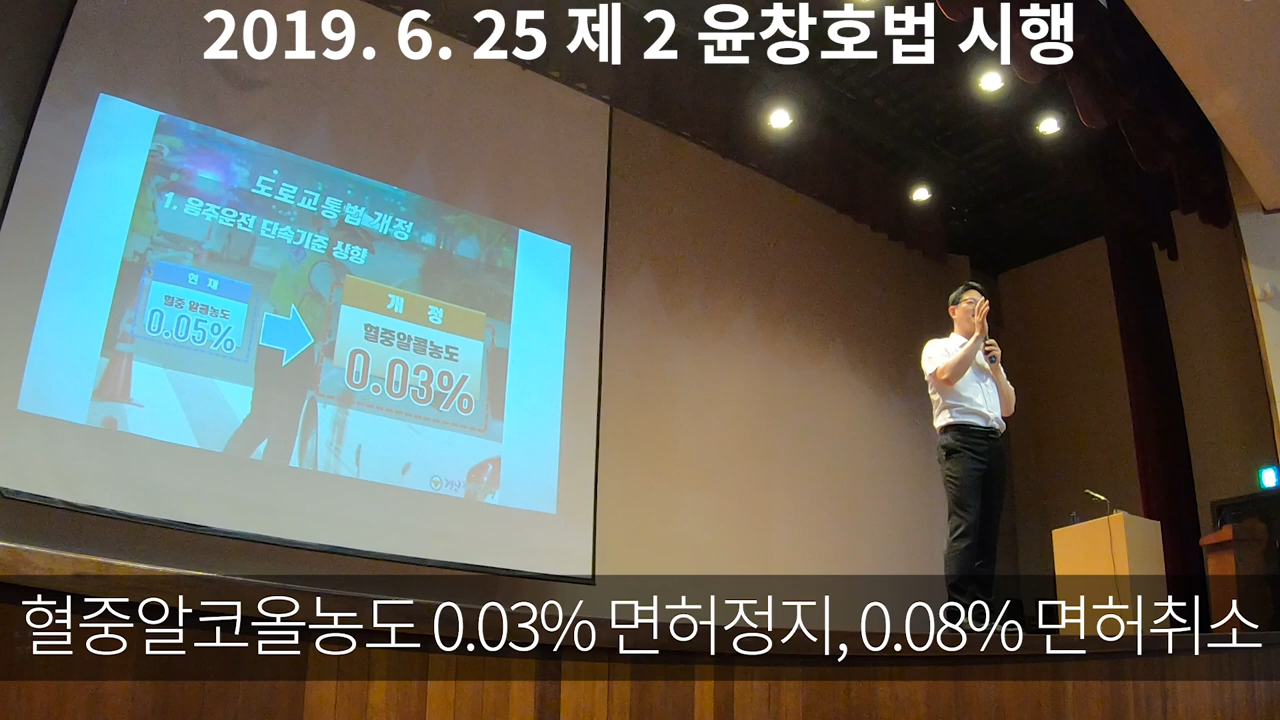 2019. 6. 25 제 2 윤창호법 시행
도로교통법 개정
1. 음주운전 단속기준 상향
현 재
혈중 알콜농도
0.05%
개 정
혈중알콜농도
0.03%
혈중알코올농도 0.03% 면허정지, 0.08% 면허취소